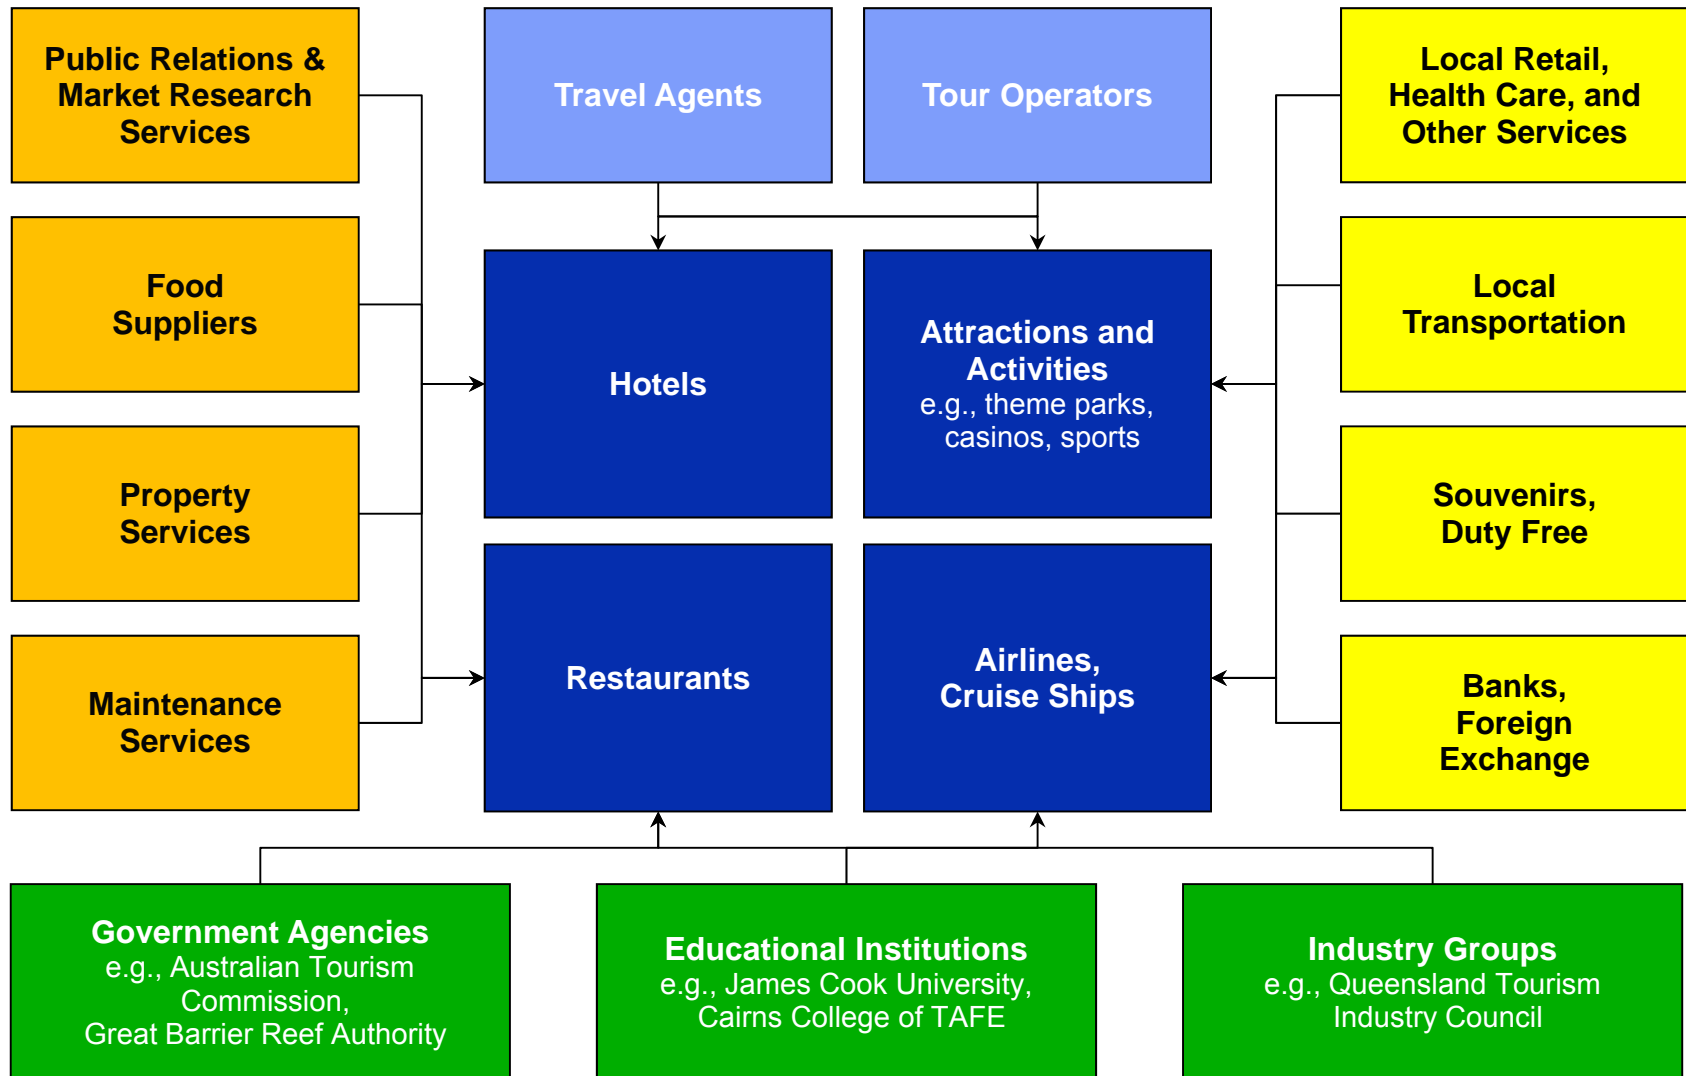 Public Relations &
Market Research
Services
Travel Agents
Tour Operators
Local Retail,
Health Care, and
Other Services
Food
Suppliers
Hotels
Attractions and
Activities
e.g., theme parks,
casinos, sports
Local
Transportation
Property
Services
Souvenirs,
Duty Free
Maintenance
Services
Restaurants
Airlines,
Cruise Ships
Banks,
Foreign
Exchange
Government Agencies
e.g., Australian Tourism
Commission,
Great Barrier Reef Authority
Educational Institutions
e.g., James Cook University,
Cairns College of TAFE
Industry Groups
e.g., Queensland Tourism
Industry Council